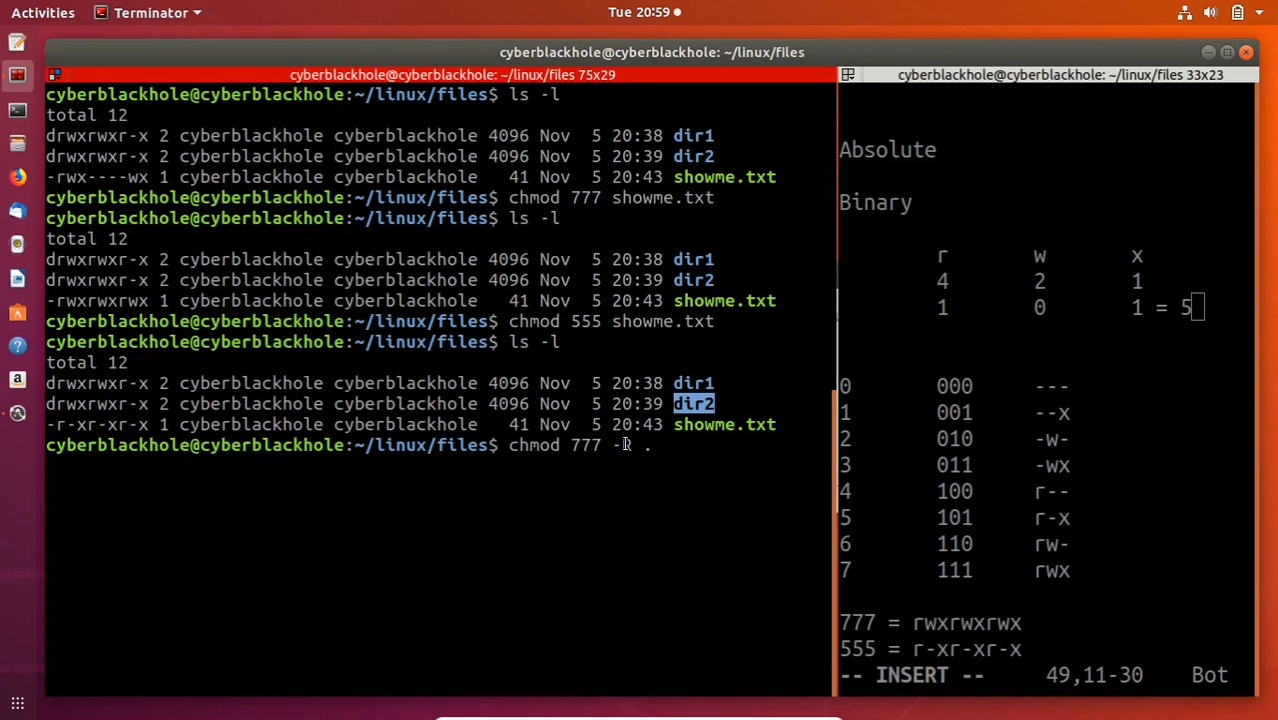 Activities Terminator Tue 20:59
cyberblackhole@cyberblackhole: ~/linux/files
cyberblackhole@cyberblackhole: ~/linux/files 75x29
cyberblackhole@cyberblackhole:~/linux/files$ ls -l
total 12
drwxrwxr-x 2 cyberblackhole cyberblackhole 4096 Nov  5 20:38 dir1
drwxrwxr-x 2 cyberblackhole cyberblackhole 4096 Nov  5 20:39 dir2
-rwx----wx 1 cyberblackhole cyberblackhole   41 Nov  5 20:43 showme.txt
cyberblackhole@cyberblackhole:~/linux/files$ chmod 777 showme.txt
cyberblackhole@cyberblackhole:~/linux/files$ ls -l
total 12
drwxrwxr-x 2 cyberblackhole cyberblackhole 4096 Nov  5 20:38 dir1
drwxrwxr-x 2 cyberblackhole cyberblackhole 4096 Nov  5 20:39 dir2
-rwxrwxrwx 1 cyberblackhole cyberblackhole   41 Nov  5 20:43 showme.txt
cyberblackhole@cyberblackhole:~/linux/files$ chmod 555 showme.txt
cyberblackhole@cyberblackhole:~/linux/files$ ls -l
total 12
drwxrwxr-x 2 cyberblackhole cyberblackhole 4096 Nov  5 20:38 dir1
drwxrwxr-x 2 cyberblackhole cyberblackhole 4096 Nov  5 20:39 dir2
-r-xr-xr-x 1 cyberblackhole cyberblackhole   41 Nov  5 20:43 showme.txt
cyberblackhole@cyberblackhole:~/linux/files$ chmod 777 -R .
cyberblackhole@cyberblackhole: ~/linux/files 33x23
Absolute
Binary
r w x
4 2 1
1 0 1 = 5
0 000 ---
1 001 --x
2 010 -w-
3 011 -wx
4 100 r--
5 101 r-x
6 110 rw-
7 111 rwx
777 = rwxrwxrwx
555 = r-xr-xr-x
-- INSERT -- 49,11-30 Bot